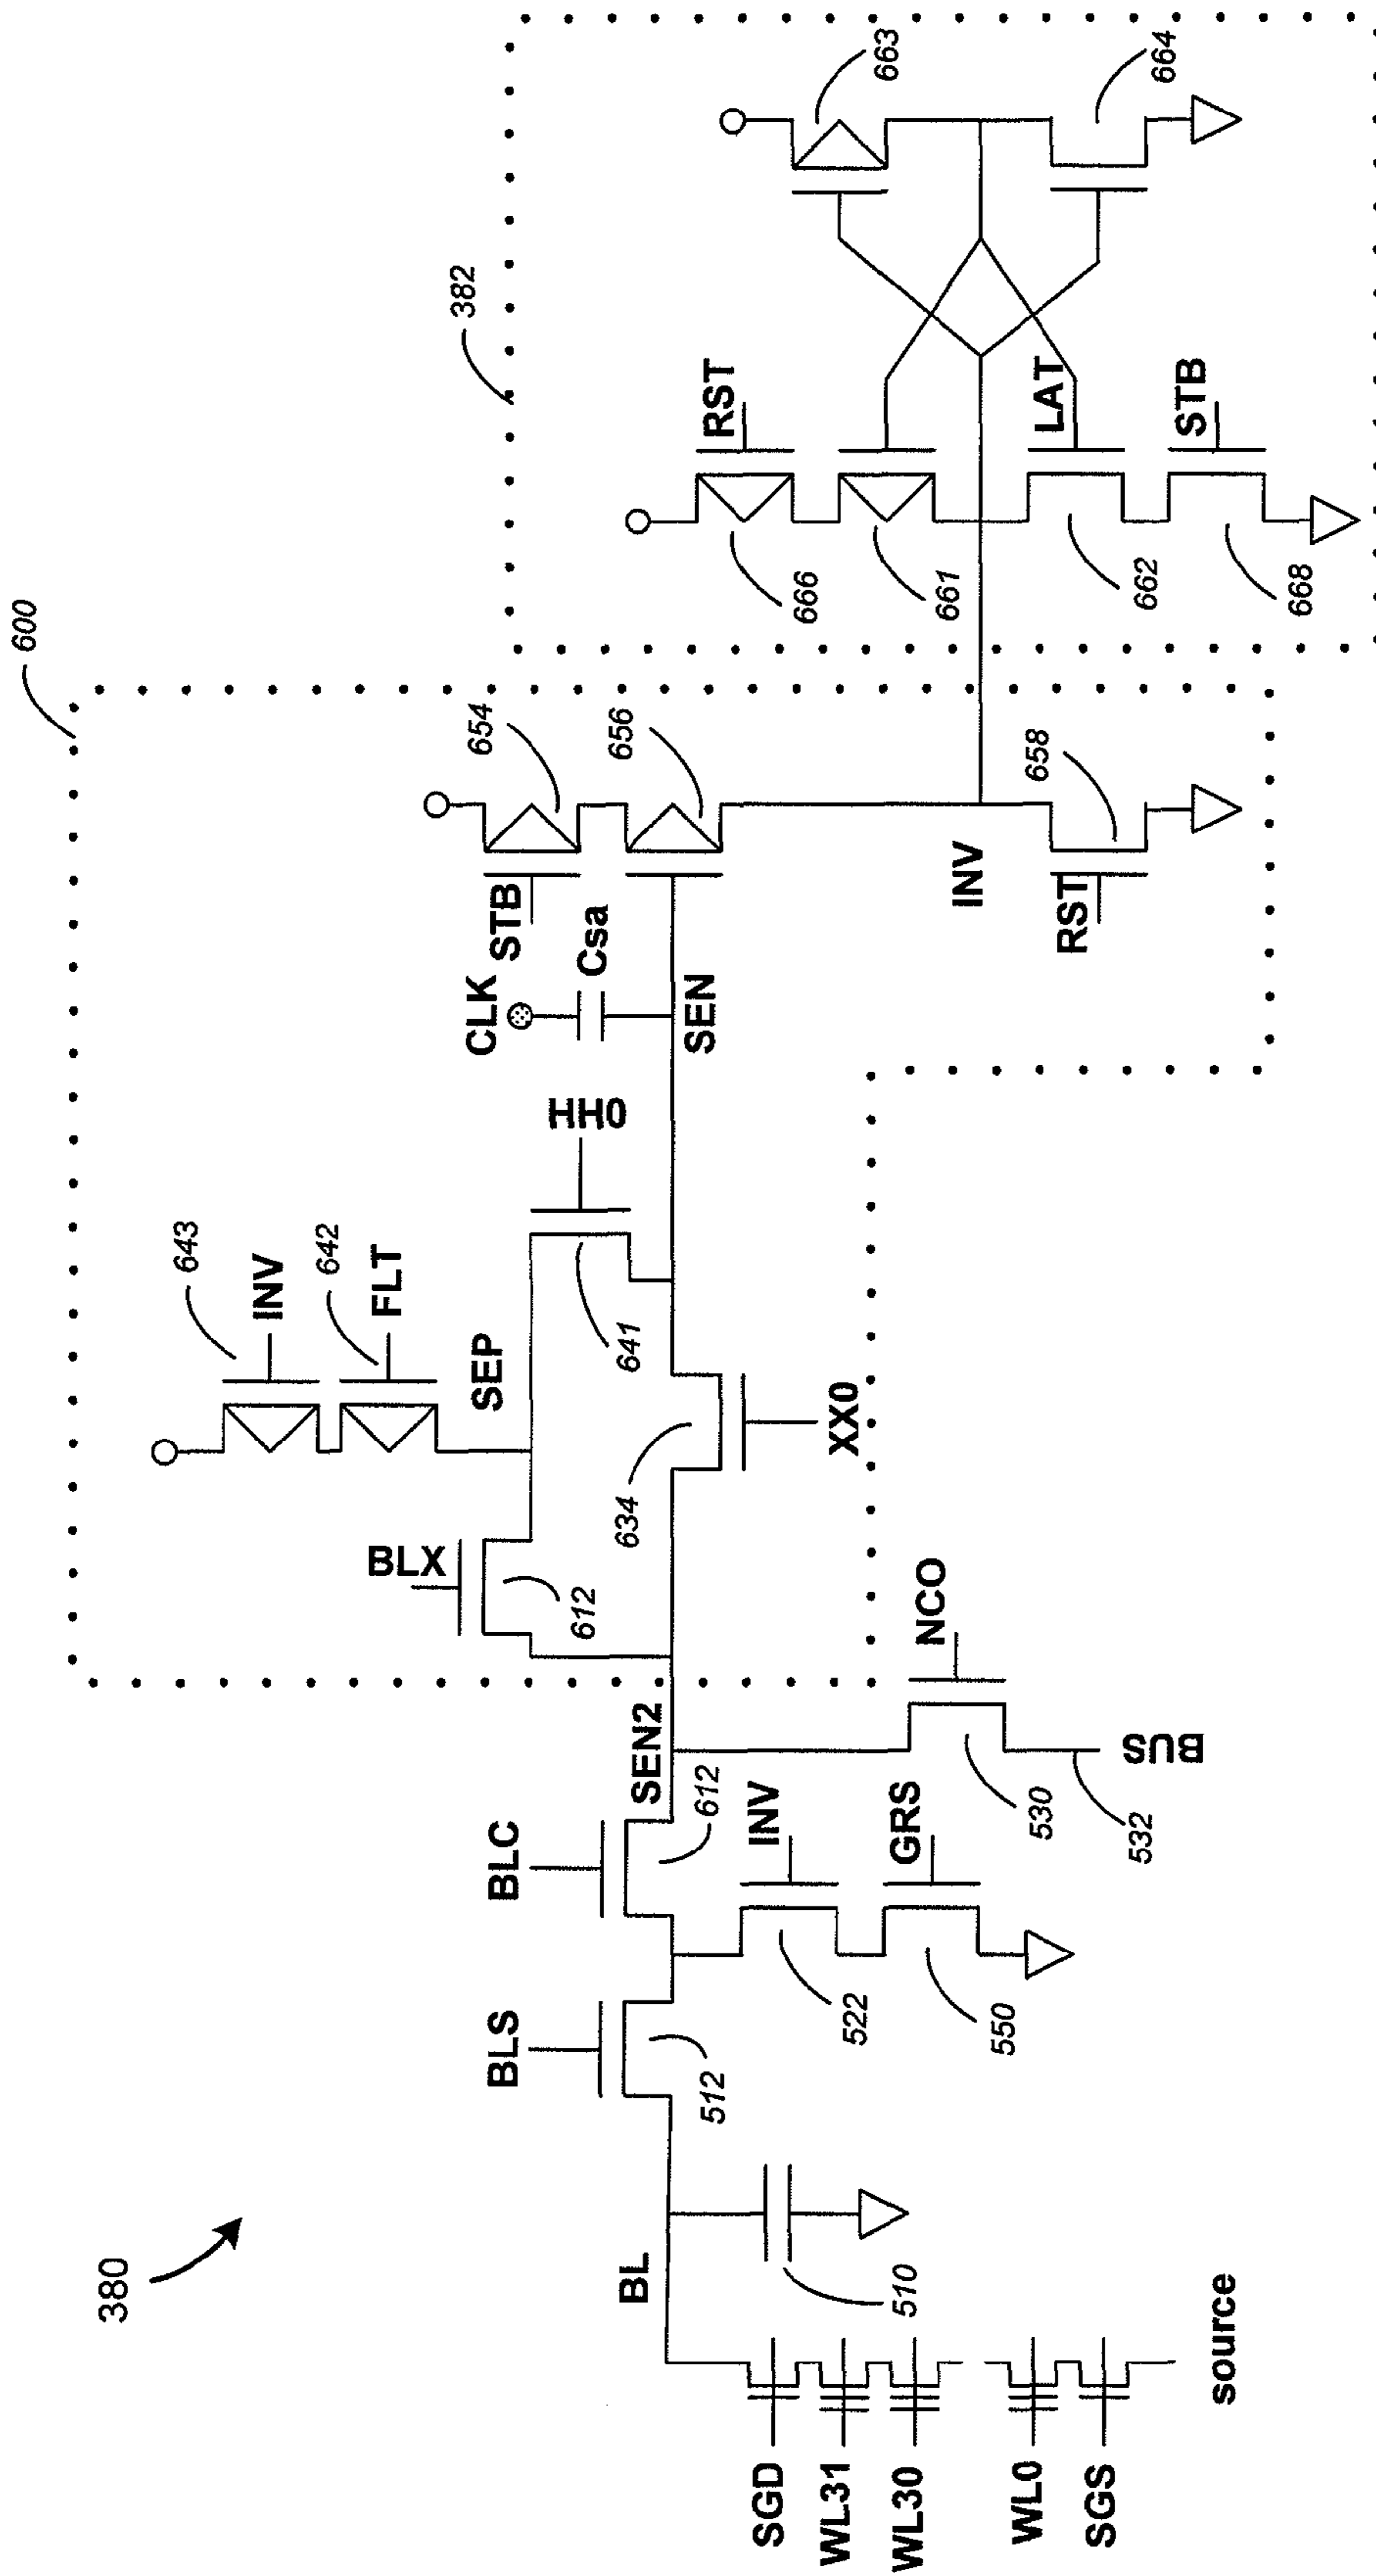 380
600
382
643
INV
642
FLT
SEP
BLX
612
HH0
641
634
XX0
CLK
Csa
STB
654
656
SEN
INV
RST
658
RST
666
661
662
LAT
STB
668
663
664
BLS
512
BLC
612
SEN2
INV
522
GRS
550
NCO
530
BUS
532
BL
510
SGD
WL31
WL30
WL0
SGS
source